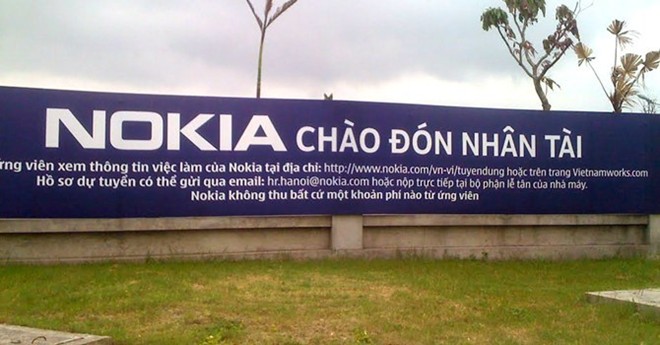 NOKIA CHÀO ĐÓN NHÂN TÀI
ứng viên xem thông tin việc làm của Nokia tại địa chỉ: http://www.nokia.com/vn-vi/tuyendung hoặc trên trang Vietnamworks.com
Hồ sơ dự tuyển có thể gửi qua email: hr.hanoi@nokia.com hoặc nộp trực tiếp tại bộ phận lễ tân của nhà máy.
Nokia không thu bất cứ một khoản phí nào từ ứng viên